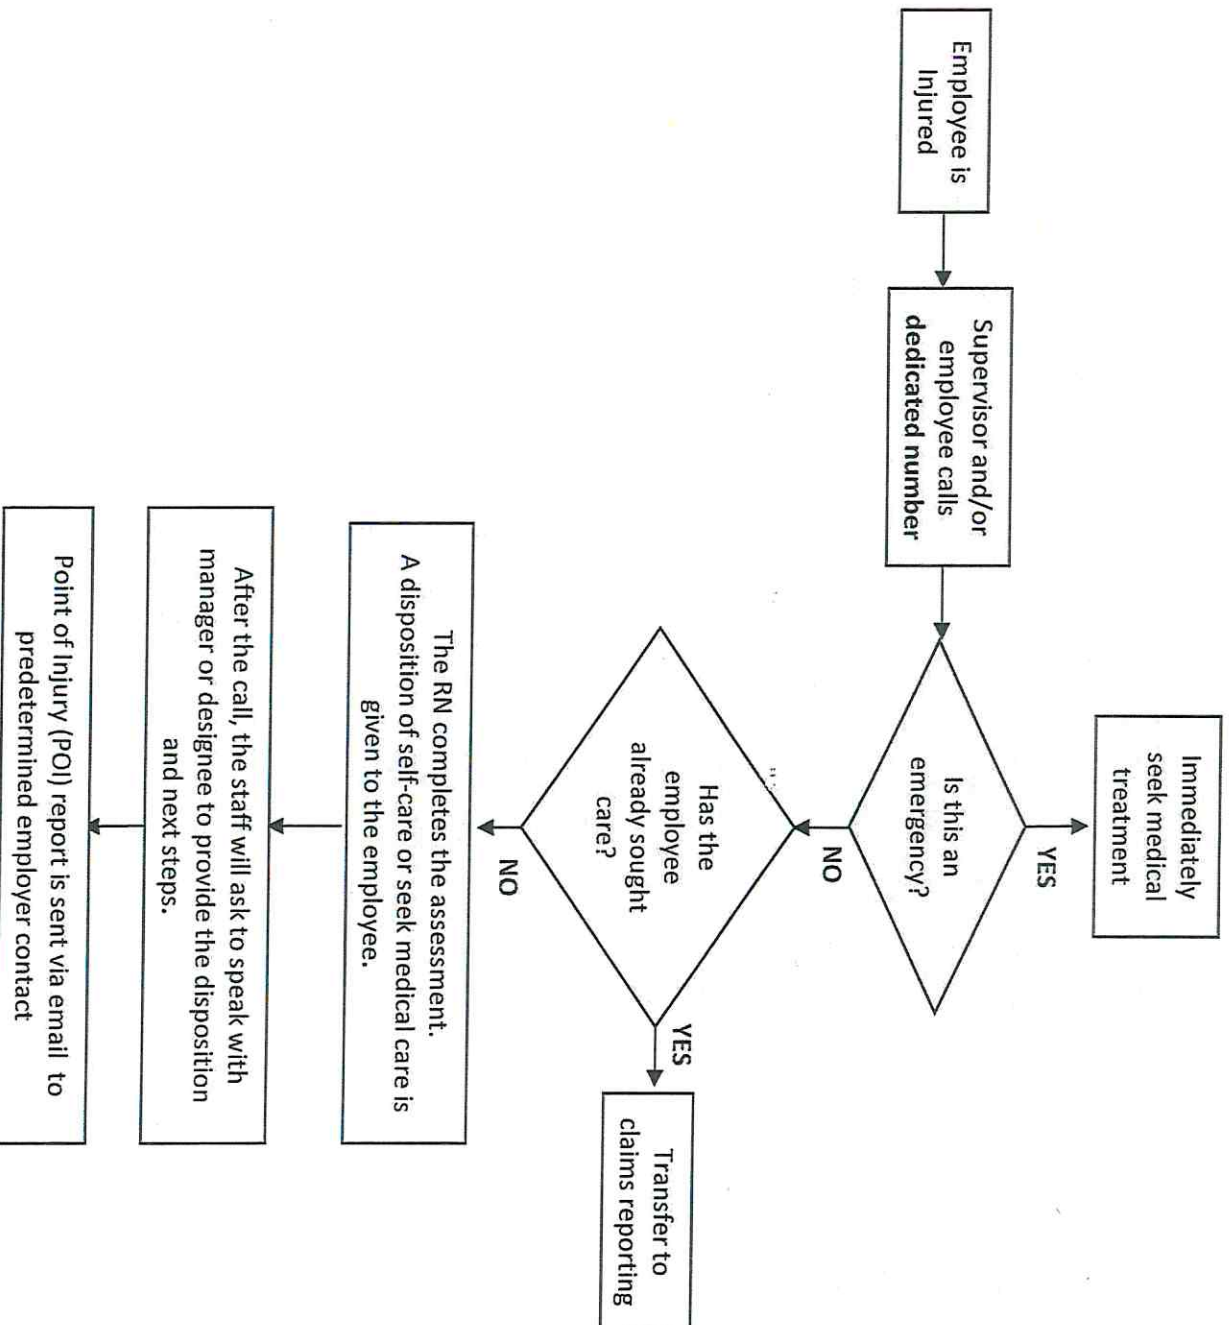 Employee is
Injured
Supervisor and/or
employee calls
dedicated number
Immediately
seek medical
treatment
YES
Is this an
emergency?
NO
Has the
employee
already sought
care?
YES
Transfer to
claims reporting
NO
The RN completes the assessment.
A disposition of self-care or seek medical care is
given to the employee.
After the call, the staff will ask to speak with
manager or designee to provide the disposition
and next steps.
Point of Injury (POI) report is sent via email to
predetermined employer contact